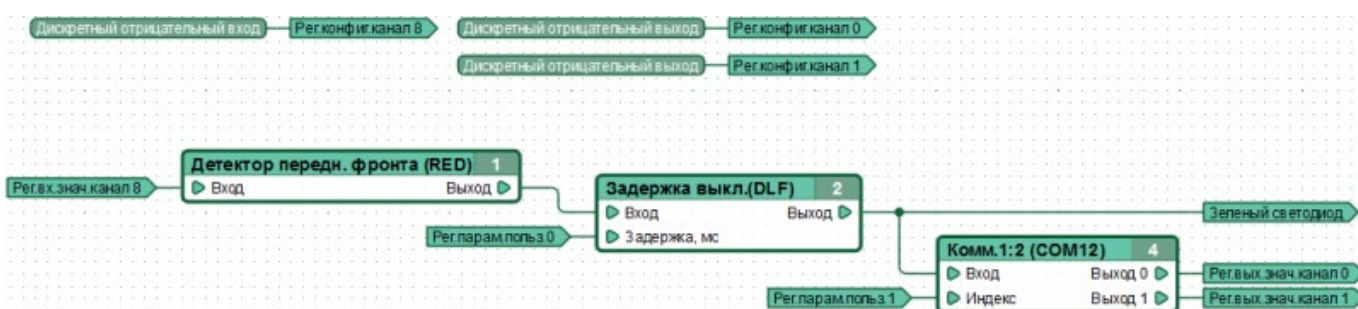 Дискретный отрицательный вход Рег.конфиг.канал 8 Дискретный отрицательный выход Рег.конфиг.канал 0
Дискретный отрицательный выход Рег.конфиг.канал 1
Детектор передн. фронта (RED) 1
Рег.вх.знач.канал 8 Вход Выход
Задержка выкл.(DLF) 2
Вход Выход Зеленый светодиод
Рег.парам.польз.0 Задержка, мс
Комм.1:2 (COM12) 4
Вход Выход 0 Рег.вых.знач.канал 0
Рег.парам.польз.1 Индекс Выход 1 Рег.вых.знач.канал 1